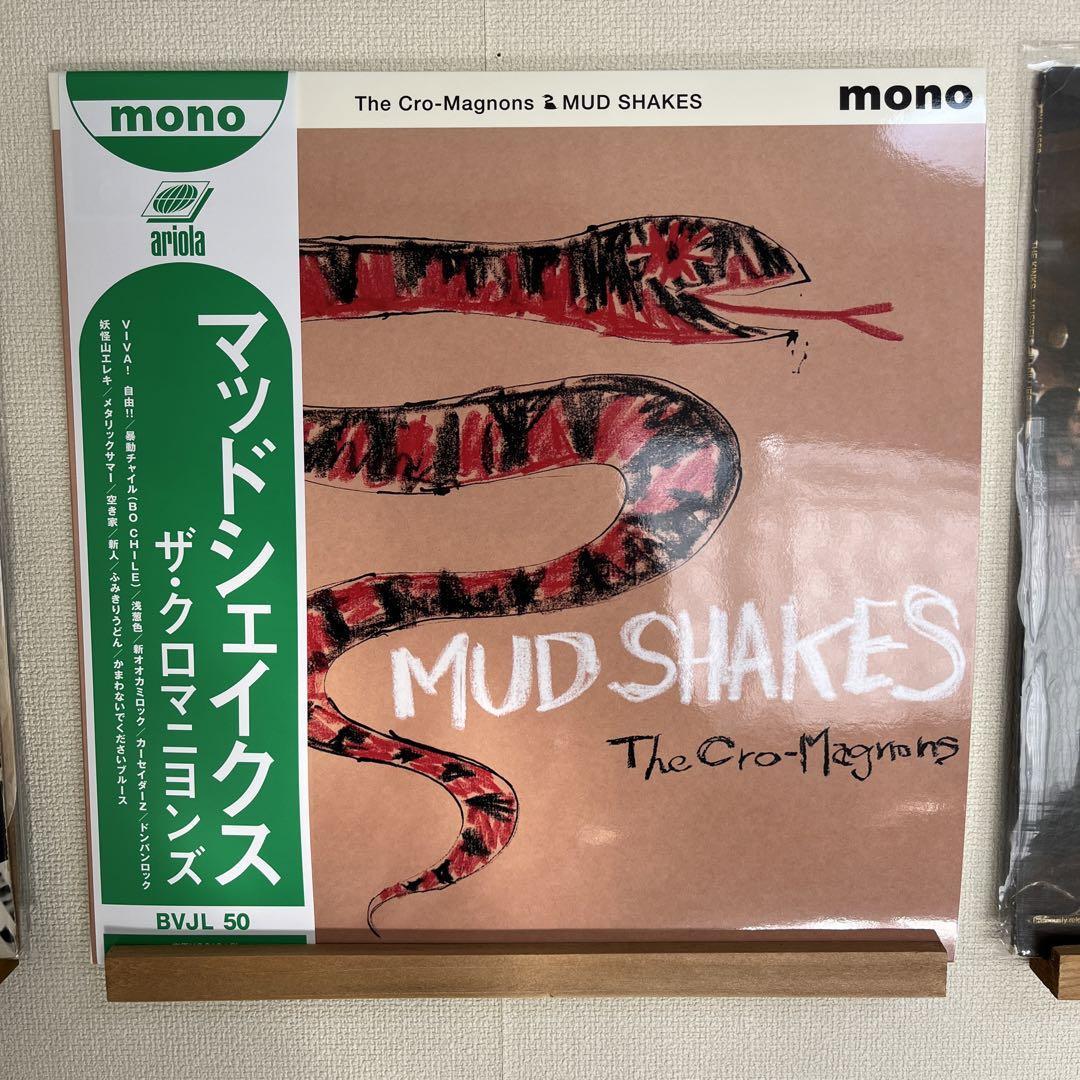 mono
ariola
マッドシェイクス
ザ・クロマニヨンズ
VIVA! 自由!!／暴動チャイル(BO CHILE)／浅葱色／新オオカミロック／カーセイダーZ／ドンパンロック
妖怪山エレキ／メタリックサマー／空き家／新人／ふみきりうどん／かまわないでくださいブルース
BVJL 50
The Cro-Magnons MUD SHAKES
mono
MUD SHAKES
The Cro-Magnons